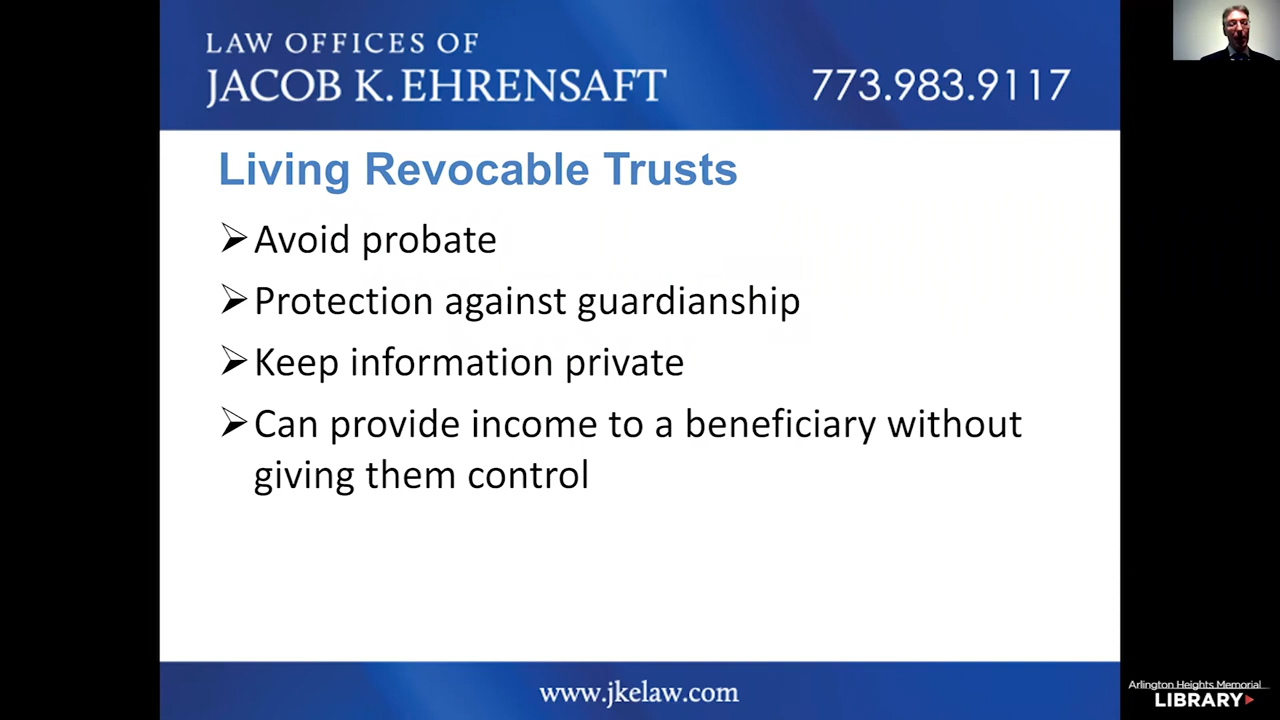 LAW OFFICES OF
JACOB K. EHRENSAFT
773.983.9117
Living Revocable Trusts
Avoid probate
Protection against guardianship
Keep information private
Can provide income to a beneficiary without
giving them control
www.jkelaw.com
Arlington Heights Memorial
LIBRARY